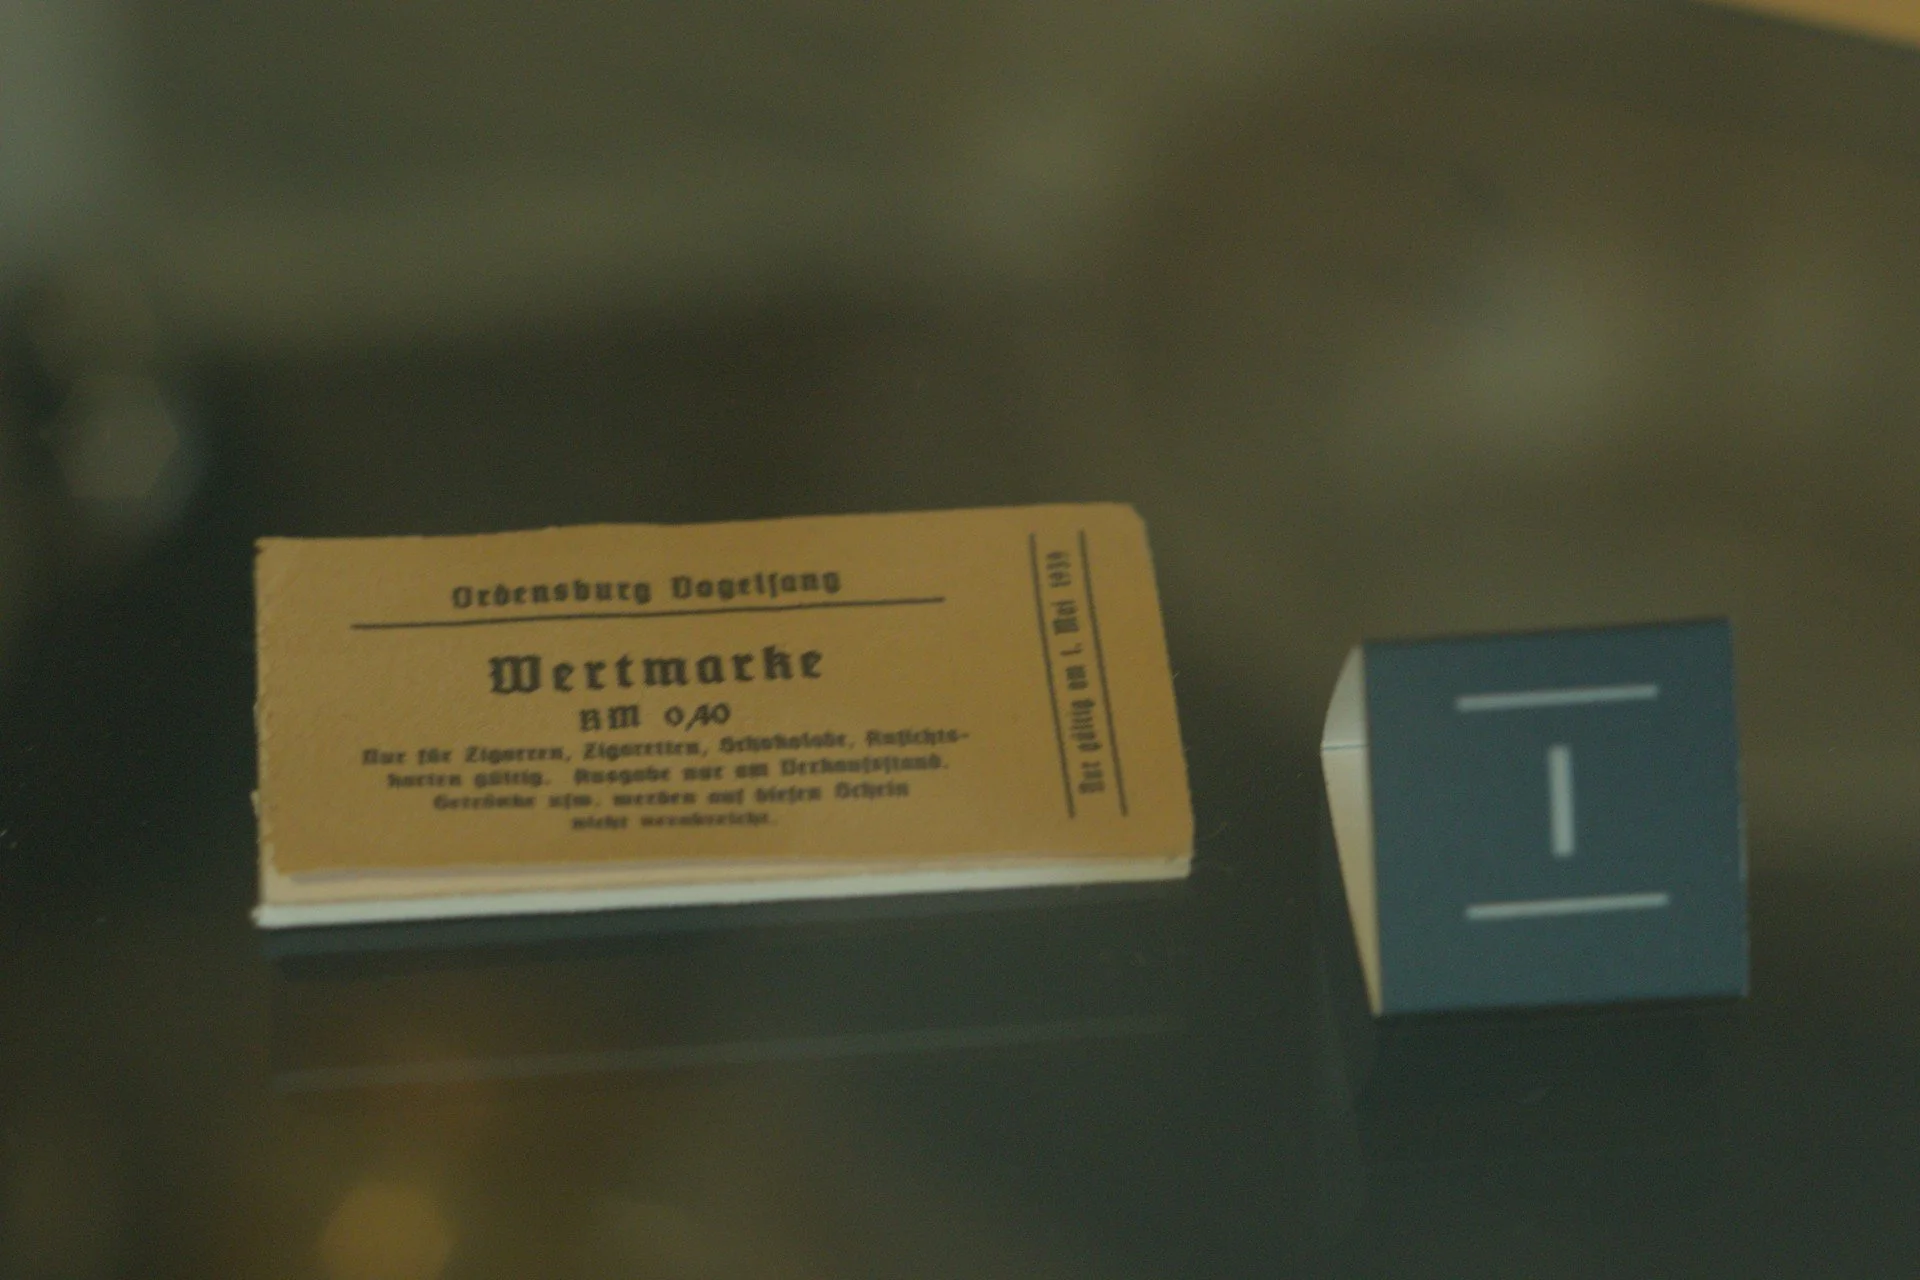 Ordensburg Vogelsang
Wertmarke
RM 0,40
Nur für Zigarren, Zigaretten, Schokolade, Ansichts-
karten gültig. Ausgabe nur am Verkaufsstand.
Getränke usw. werden auf diesen Schein
nicht verabreicht.
Nur gültig am 1. Mai 1939
I